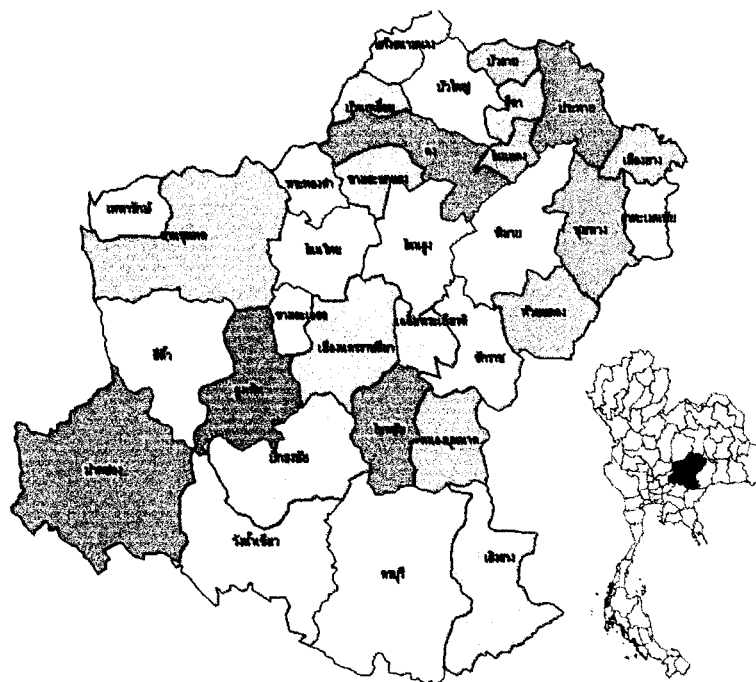 แก้งสนามนาง
บัวลาย
บัวใหญ่
สีดา
ประทาย
บ้านเหลื่อม
คง
โนนแดง
เมืองยาง
พระทองคำ
ขามสะแกแสง
เทพารักษ์
ด่านขุนทด
โนนไทย
โนนสูง
พิมาย
ชุมพวง
ลำทะเมนชัย
ขามทะเลสอ
เมืองนครราชสีมา
เฉลิมพระเกียรติ
ห้วยแถลง
สีคิ้ว
จักราช
สูงเนิน
โชคชัย
หนองบุญมาก
ปากช่อง
ปักธงชัย
วังน้ำเขียว
ครบุรี
เสิงสาง